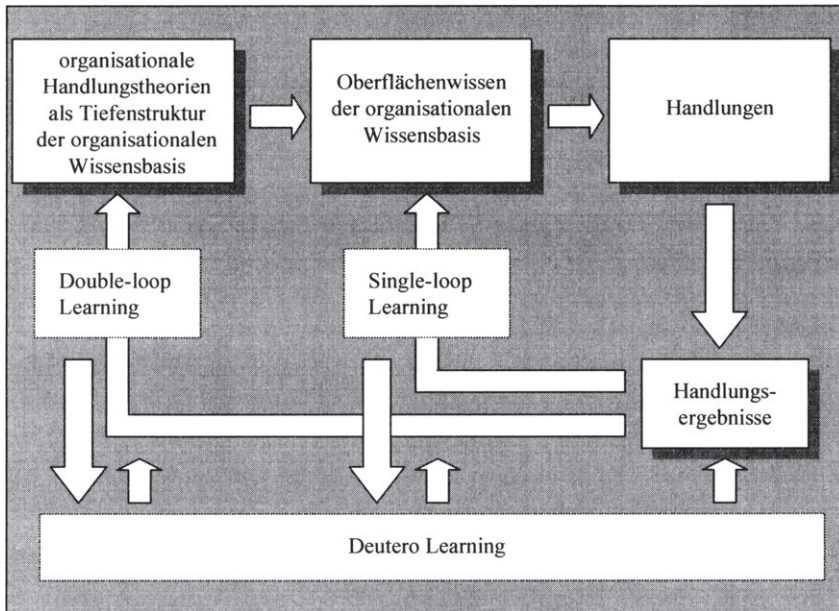 organisationale
Handlungstheorien
als Tiefenstruktur
der organisationalen
Wissensbasis
Oberflächenwissen
der organisationalen
Wissensbasis
Handlungen
Double-loop
Learning
Single-loop
Learning
Handlungs-
ergebnisse
Deutero Learning